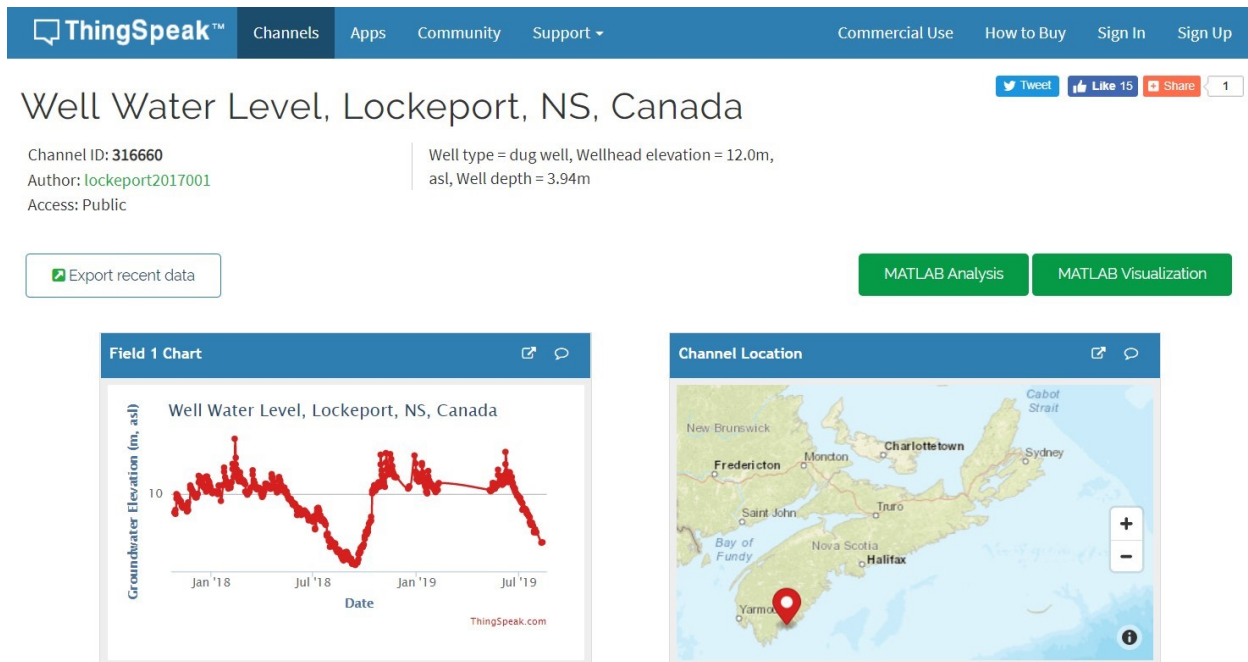 ThingSpeak™ Channels Apps Community Support Commercial Use How to Buy Sign In Sign Up
Tweet Like 15 Share 1
Well Water Level, Lockeport, NS, Canada
Channel ID: 316660
Author: lockeport2017001
Access: Public
Well type = dug well, Wellhead elevation = 12.0m,
asl, Well depth = 3.94m
Export recent data
MATLAB Analysis MATLAB Visualization
Field 1 Chart
Well Water Level, Lockeport, NS, Canada
Groundwater Elevation (m, asl)
10
Jan '18 Jul '18 Jan '19 Jul '19
Date
ThingSpeak.com
Channel Location
Cabot
Strait
New Brunswick
Charlottetown
Moncton
Sydney
Fredericton
Saint John
Truro
Bay of
Fundy
Nova Scotia
Halifax
+
−